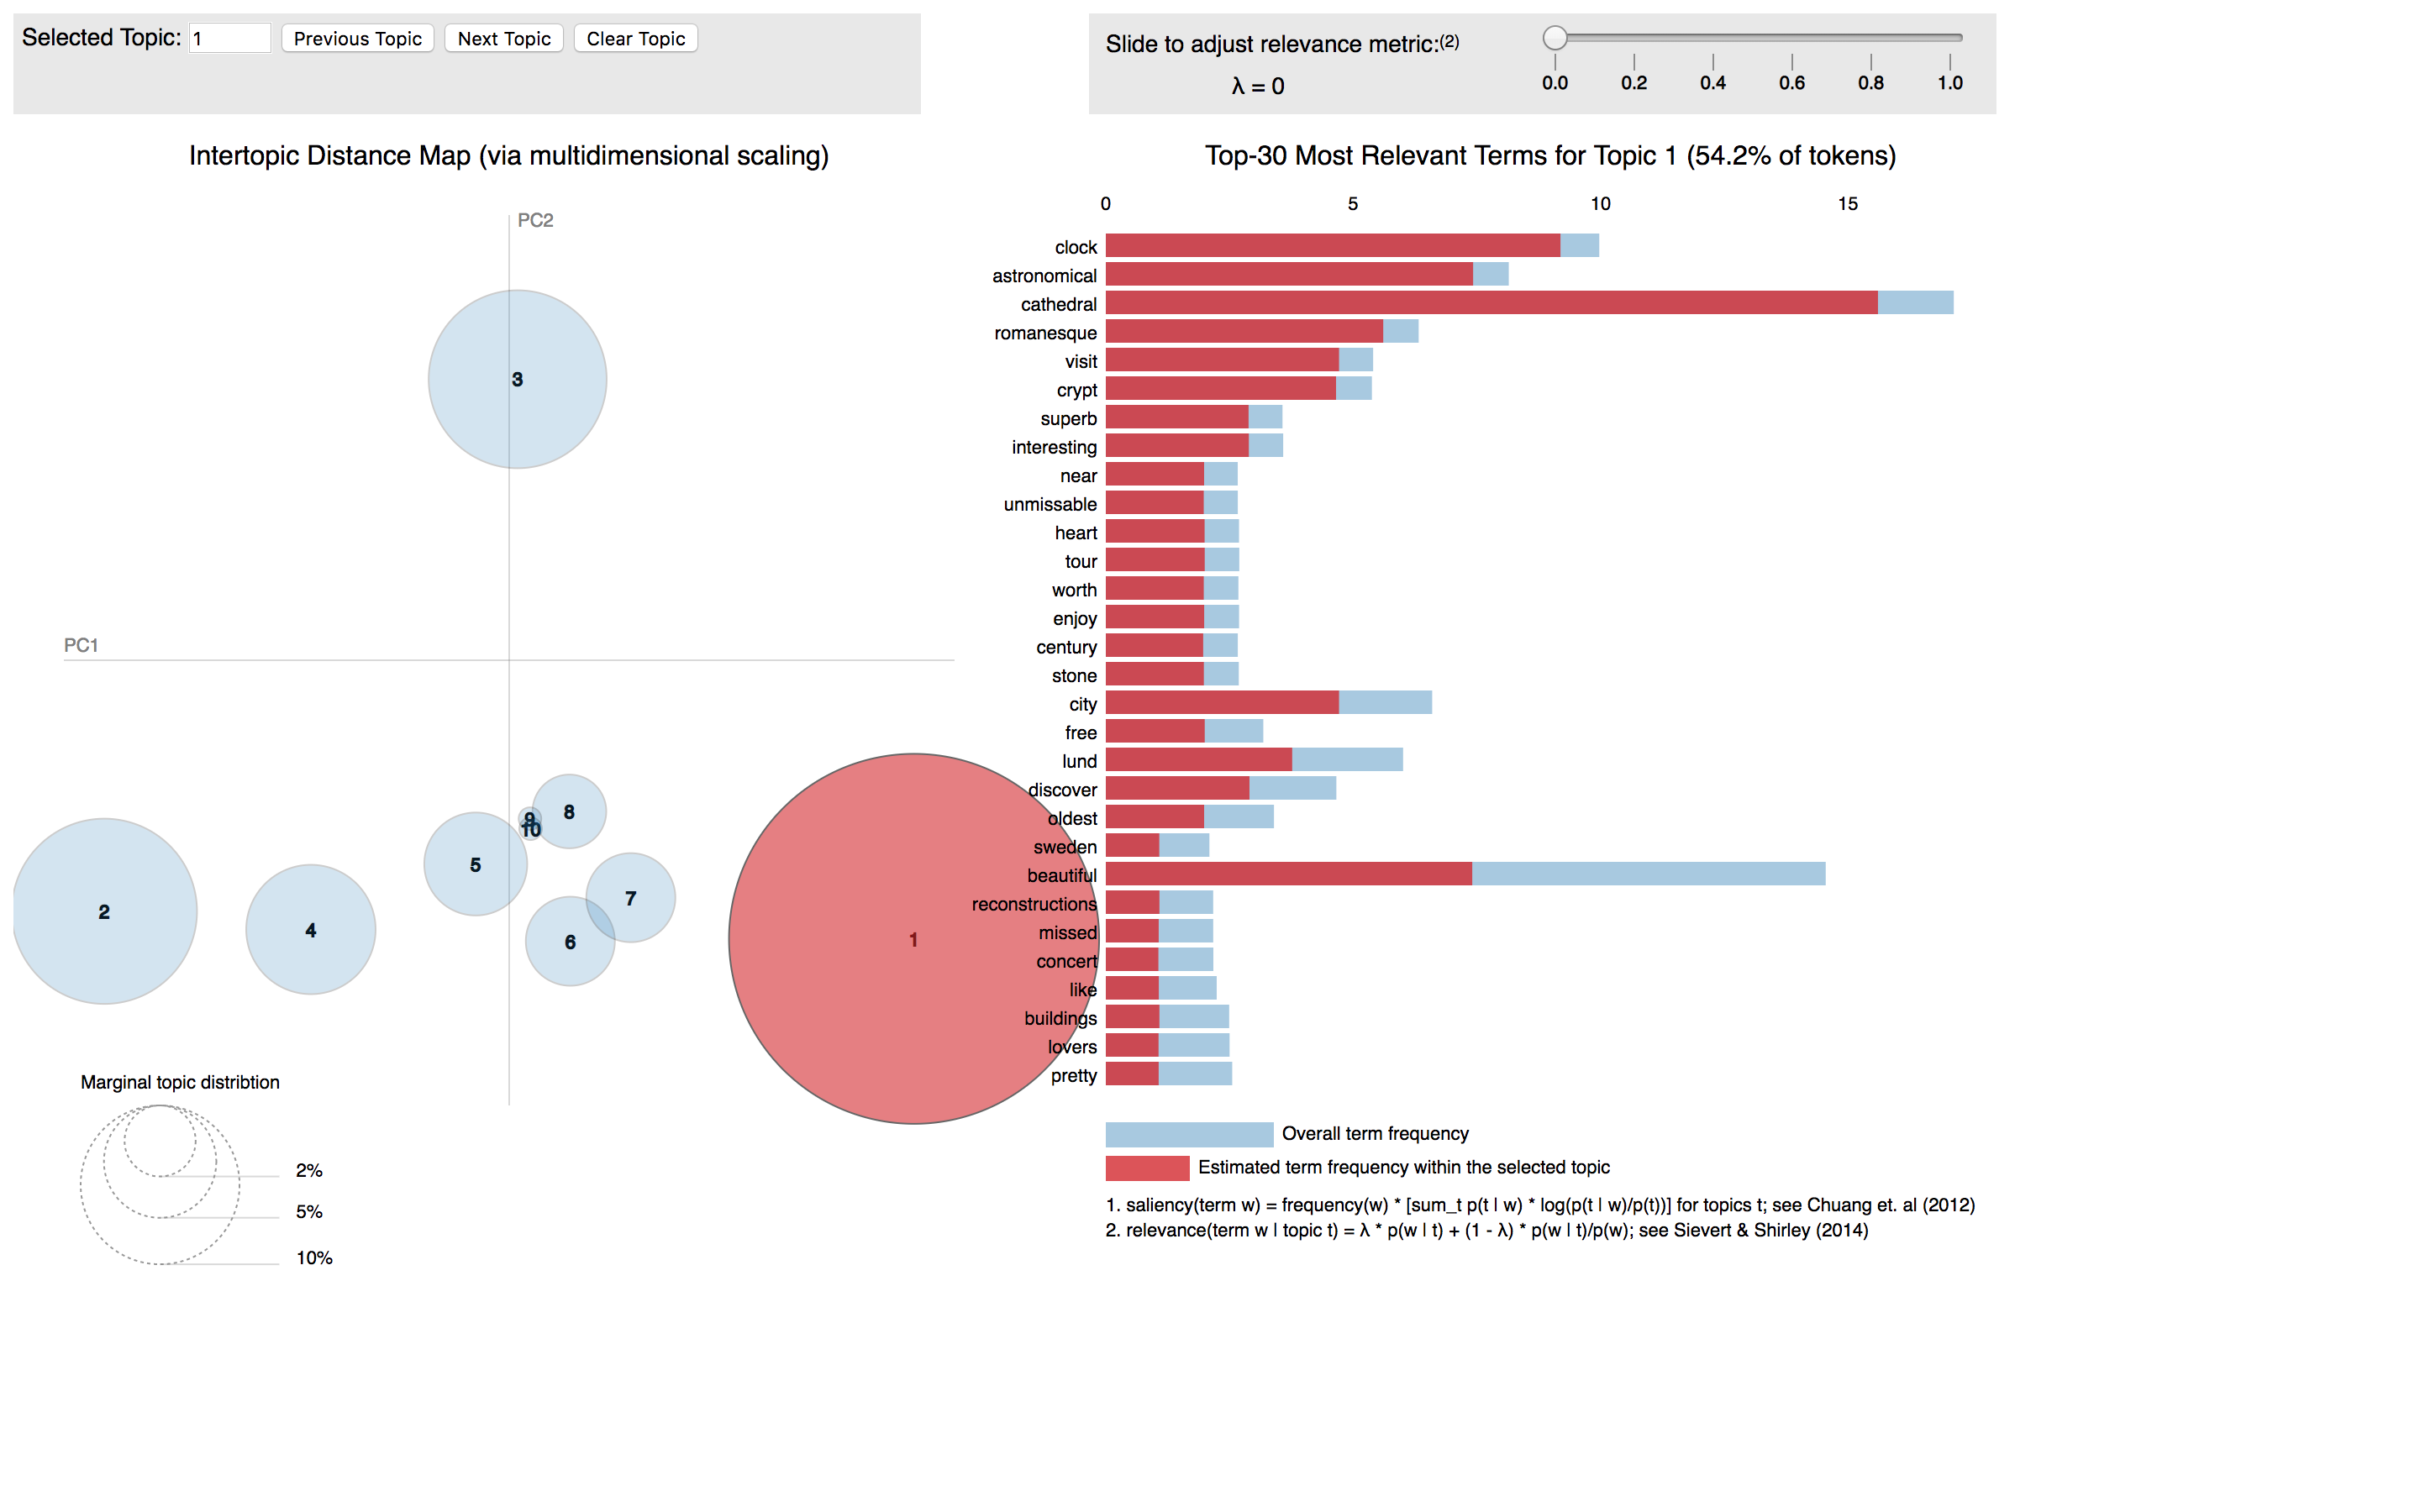 Selected Topic: 1 Previous Topic Next Topic Clear Topic
Slide to adjust relevance metric:(2)
λ = 0
0.0 0.2 0.4 0.6 0.8 1.0
Intertopic Distance Map (via multidimensional scaling)
PC2
PC1
3
8
9
10
5
7
2
4
6
1
Marginal topic distribtion
2%
5%
10%
Top-30 Most Relevant Terms for Topic 1 (54.2% of tokens)
0 5 10 15
clock
astronomical
cathedral
romanesque
visit
crypt
superb
interesting
near
unmissable
heart
tour
worth
enjoy
century
stone
city
free
lund
discover
oldest
sweden
beautiful
reconstructions
missed
concert
like
buildings
lovers
pretty
Overall term frequency
Estimated term frequency within the selected topic
1. saliency(term w) = frequency(w) * [sum_t p(t | w) * log(p(t | w)/p(t))] for topics t; see Chuang et. al (2012)
2. relevance(term w | topic t) = λ * p(w | t) + (1 - λ) * p(w | t)/p(w); see Sievert & Shirley (2014)